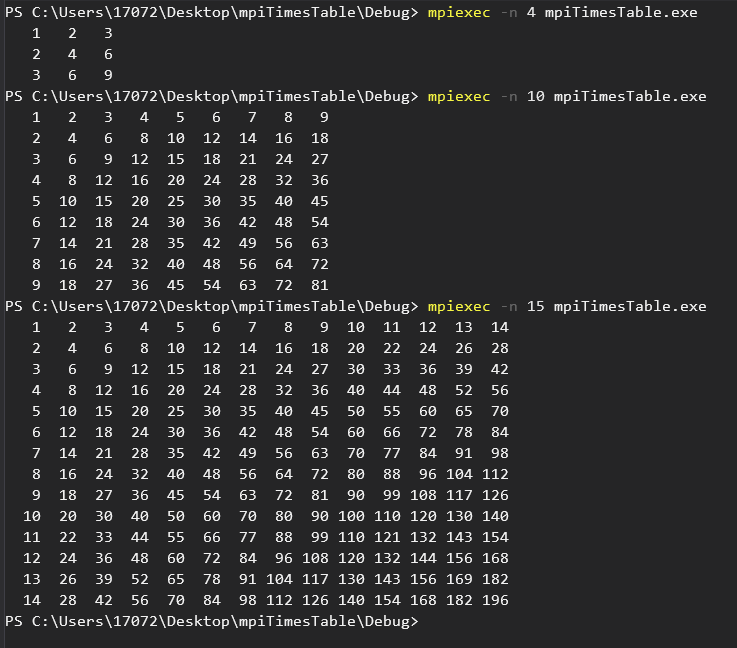 PS C:\Users\17072\Desktop\mpiTimesTable\Debug> mpiexec -n 4 mpiTimesTable.exe
   1   2   3
   2   4   6
   3   6   9
PS C:\Users\17072\Desktop\mpiTimesTable\Debug> mpiexec -n 10 mpiTimesTable.exe
   1   2   3   4   5   6   7   8   9
   2   4   6   8  10  12  14  16  18
   3   6   9  12  15  18  21  24  27
   4   8  12  16  20  24  28  32  36
   5  10  15  20  25  30  35  40  45
   6  12  18  24  30  36  42  48  54
   7  14  21  28  35  42  49  56  63
   8  16  24  32  40  48  56  64  72
   9  18  27  36  45  54  63  72  81
PS C:\Users\17072\Desktop\mpiTimesTable\Debug> mpiexec -n 15 mpiTimesTable.exe
   1   2   3   4   5   6   7   8   9  10  11  12  13  14
   2   4   6   8  10  12  14  16  18  20  22  24  26  28
   3   6   9  12  15  18  21  24  27  30  33  36  39  42
   4   8  12  16  20  24  28  32  36  40  44  48  52  56
   5  10  15  20  25  30  35  40  45  50  55  60  65  70
   6  12  18  24  30  36  42  48  54  60  66  72  78  84
   7  14  21  28  35  42  49  56  63  70  77  84  91  98
   8  16  24  32  40  48  56  64  72  80  88  96 104 112
   9  18  27  36  45  54  63  72  81  90  99 108 117 126
  10  20  30  40  50  60  70  80  90 100 110 120 130 140
  11  22  33  44  55  66  77  88  99 110 121 132 143 154
  12  24  36  48  60  72  84  96 108 120 132 144 156 168
  13  26  39  52  65  78  91 104 117 130 143 156 169 182
  14  28  42  56  70  84  98 112 126 140 154 168 182 196
PS C:\Users\17072\Desktop\mpiTimesTable\Debug>